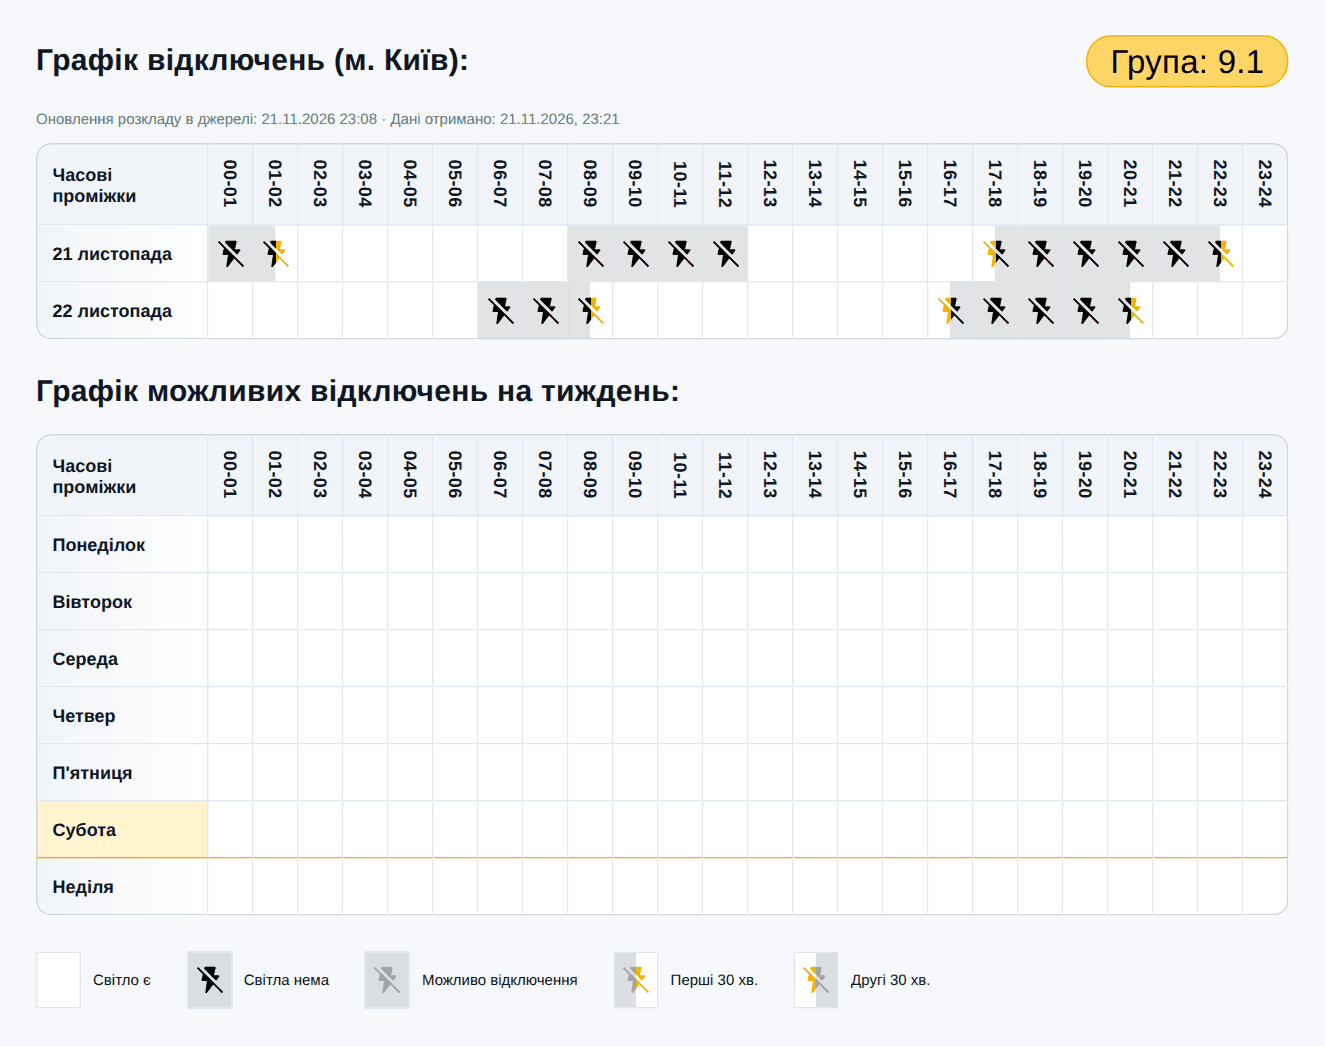 Графік відключень (м. Київ):
Група: 9.1
Оновлення розкладу в джерелі: 21.11.2026 23:08 · Дані отримано: 21.11.2026, 23:21
Часові
проміжки
00-01 01-02 02-03 03-04 04-05 05-06 06-07 07-08 08-09 09-10 10-11 11-12 12-13 13-14 14-15 15-16 16-17 17-18 18-19 19-20 20-21 21-22 22-23 23-24
21 листопада
22 листопада
Графік можливих відключень на тиждень:
Часові
проміжки
00-01 01-02 02-03 03-04 04-05 05-06 06-07 07-08 08-09 09-10 10-11 11-12 12-13 13-14 14-15 15-16 16-17 17-18 18-19 19-20 20-21 21-22 22-23 23-24
Понеділок
Вівторок
Середа
Четвер
П'ятниця
Субота
Неділя
Світло є Світла нема Можливо відключення Перші 30 хв. Другі 30 хв.